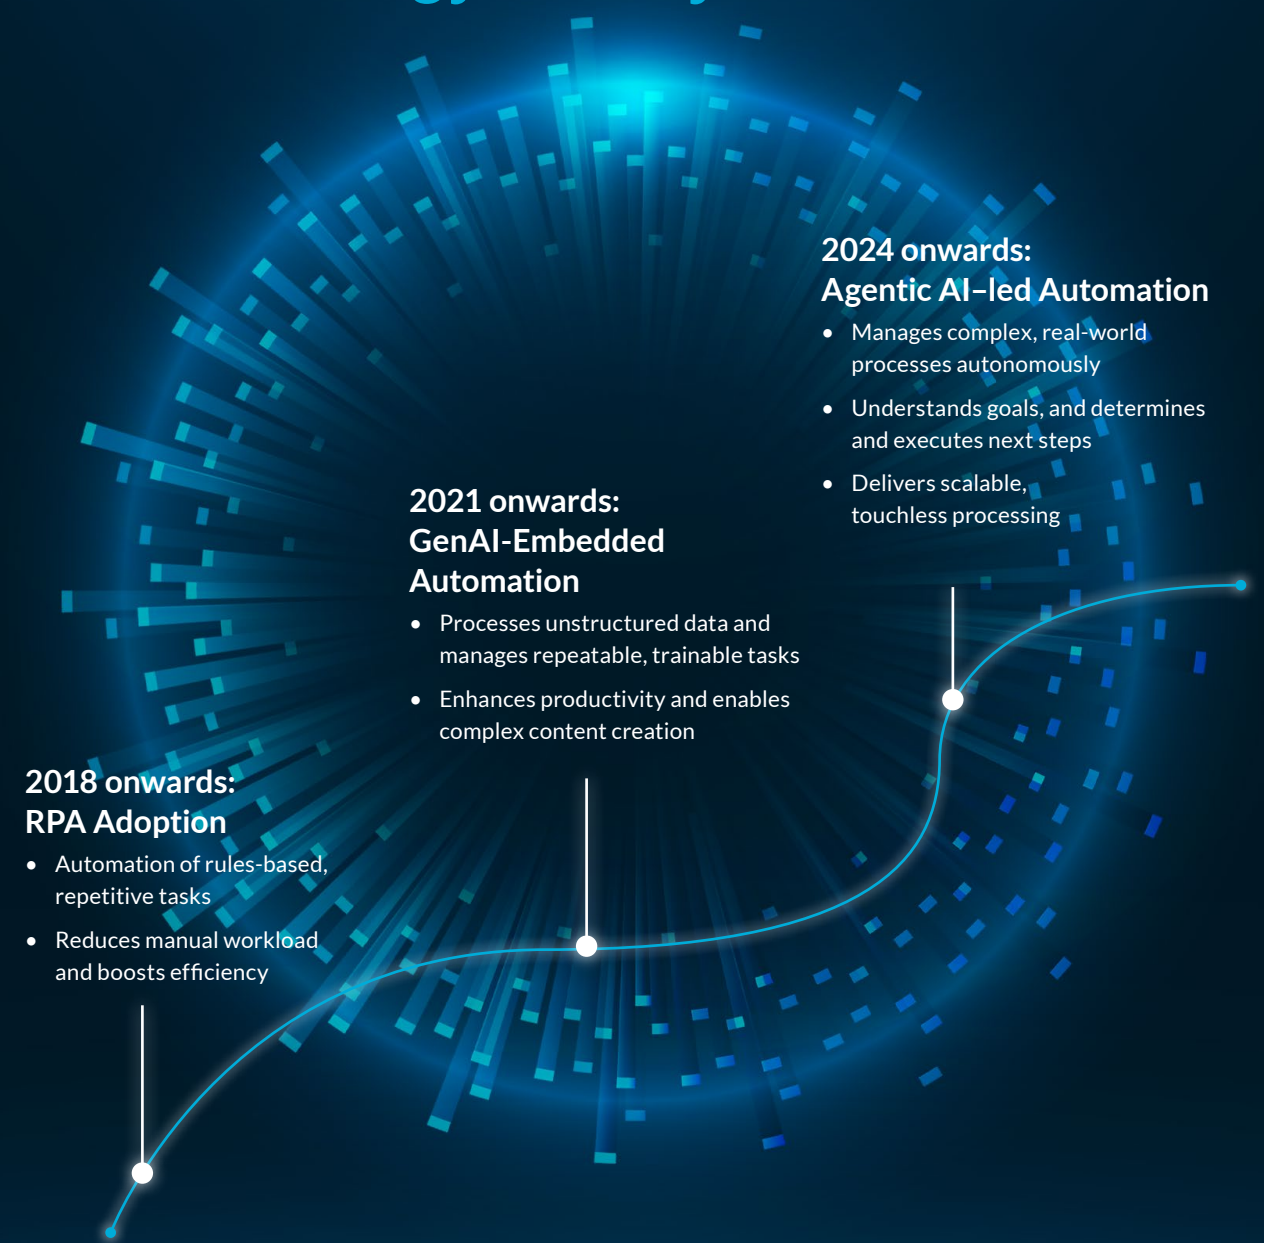 2024 onwards:
Agentic AI–led Automation
• Manages complex, real-world
processes autonomously
• Understands goals, and determines
and executes next steps
• Delivers scalable,
touchless processing
2021 onwards:
GenAI-Embedded
Automation
• Processes unstructured data and
manages repeatable, trainable tasks
• Enhances productivity and enables
complex content creation
2018 onwards:
RPA Adoption
• Automation of rules-based,
repetitive tasks
• Reduces manual workload
and boosts efficiency